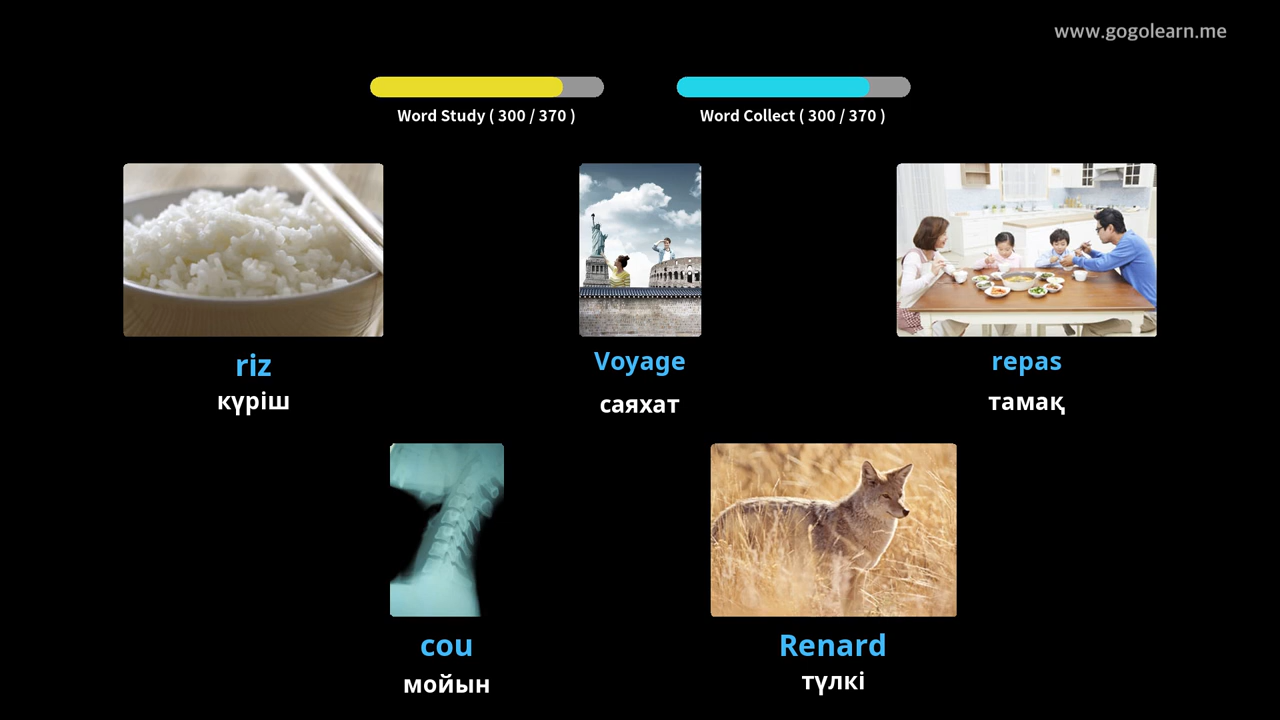 www.gogolearn.me
Word Study ( 300 / 370 )
Word Collect ( 300 / 370 )
riz
күріш
Voyage
саяхат
repas
тамақ
cou
мойын
Renard
түлкі